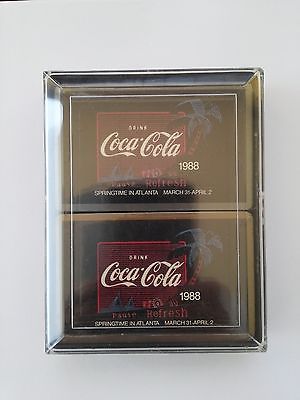 DRINK
Coca-Cola
1988
Pause Refresh
SPRINGTIME IN ATLANTA MARCH 31-APRIL 2
DRINK
Coca-Cola
1988
Pause Refresh
SPRINGTIME IN ATLANTA MARCH 31-APRIL 2